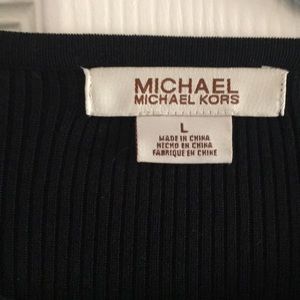 MICHAEL
MICHAEL KORS
L
MADE IN CHINA
HECHO EN CHINA
FABRIQUE EN CHINE